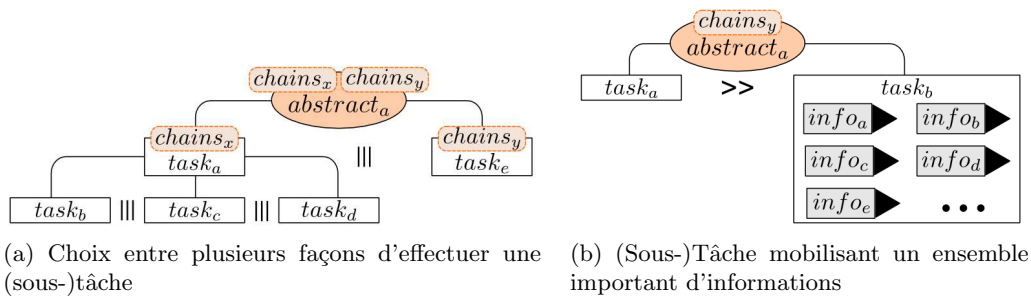 chains_x chains_y
abstract_a
chains_x
task_a
|||
chains_y
task_e
task_b ||| task_c ||| task_d
(a) Choix entre plusieurs façons d'effectuer une
(sous-)tâche
chains_y
abstract_a
task_a >> task_b
info_a info_b
info_c info_d
info_e •••
(b) (Sous-)Tâche mobilisant un ensemble
important d'informations